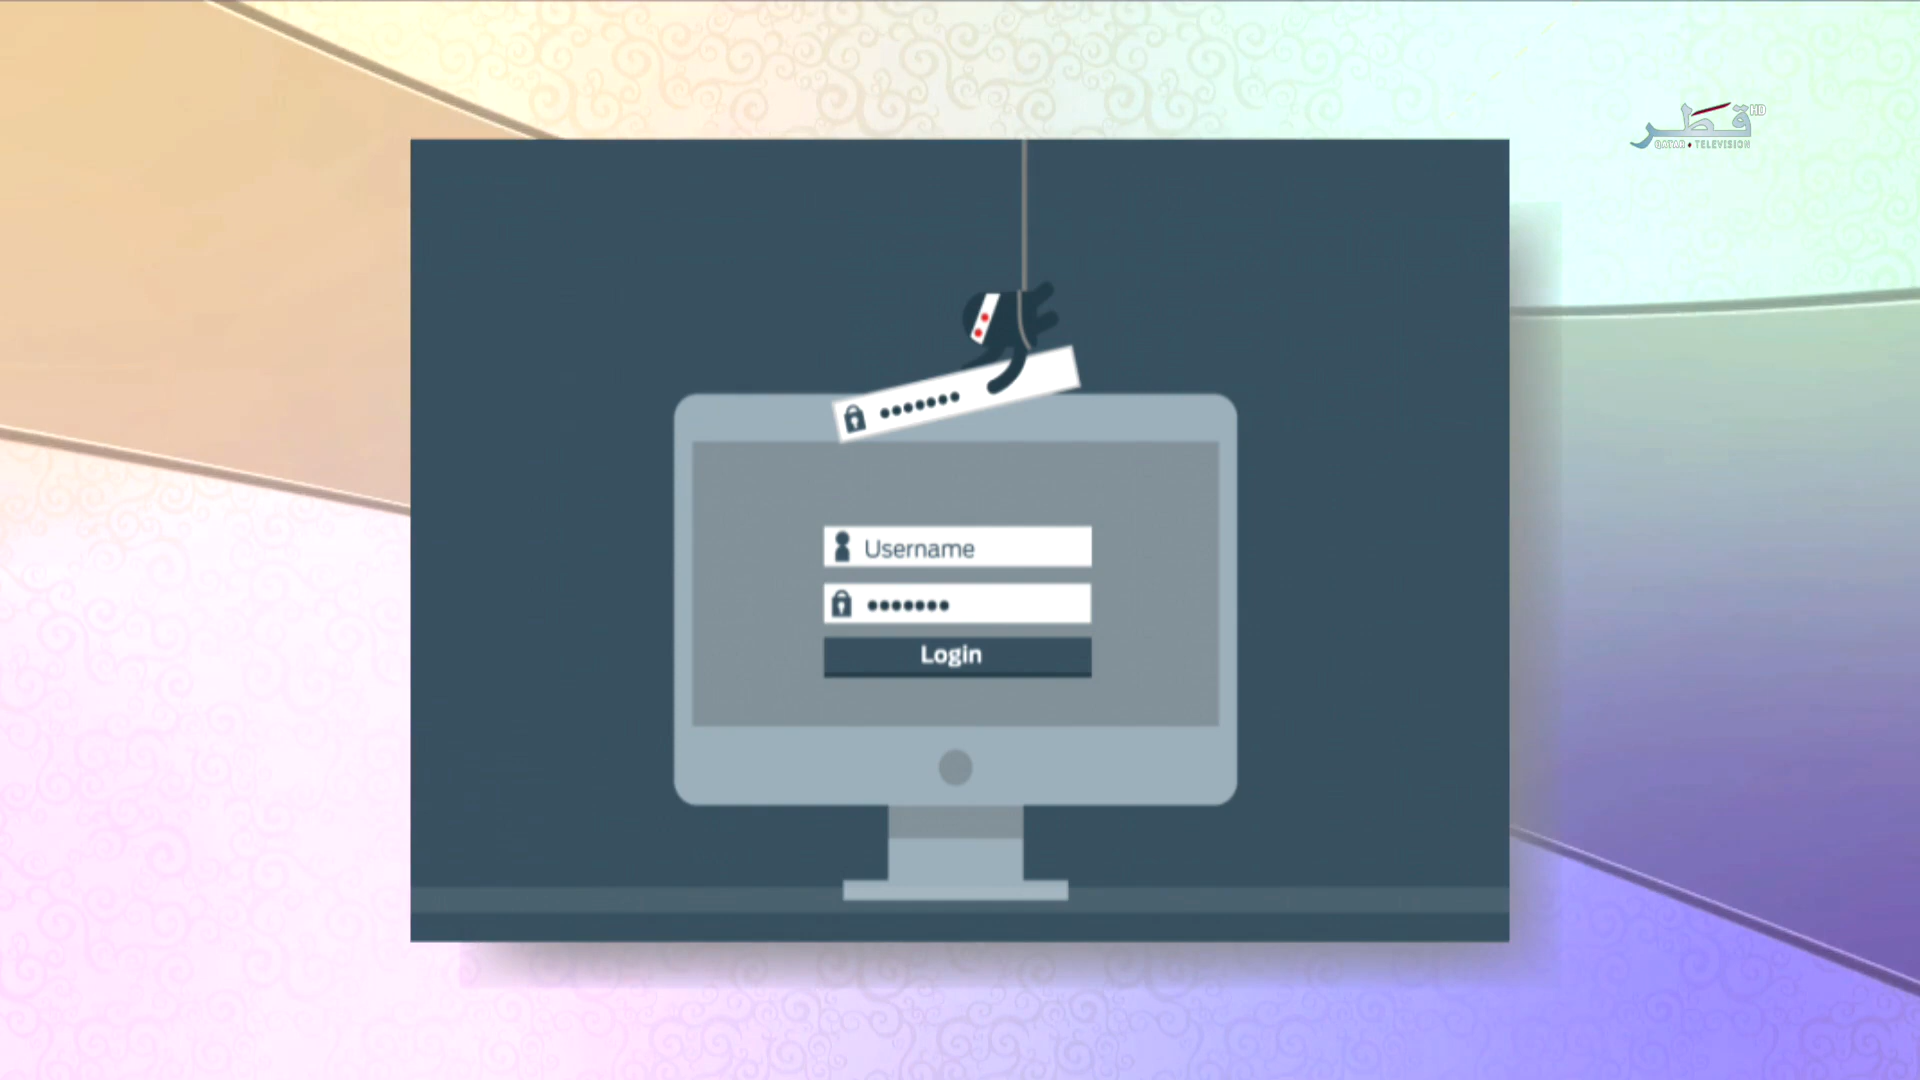 قطر HD
QATAR TELEVISION
•••••••
Username
•••••••
Login